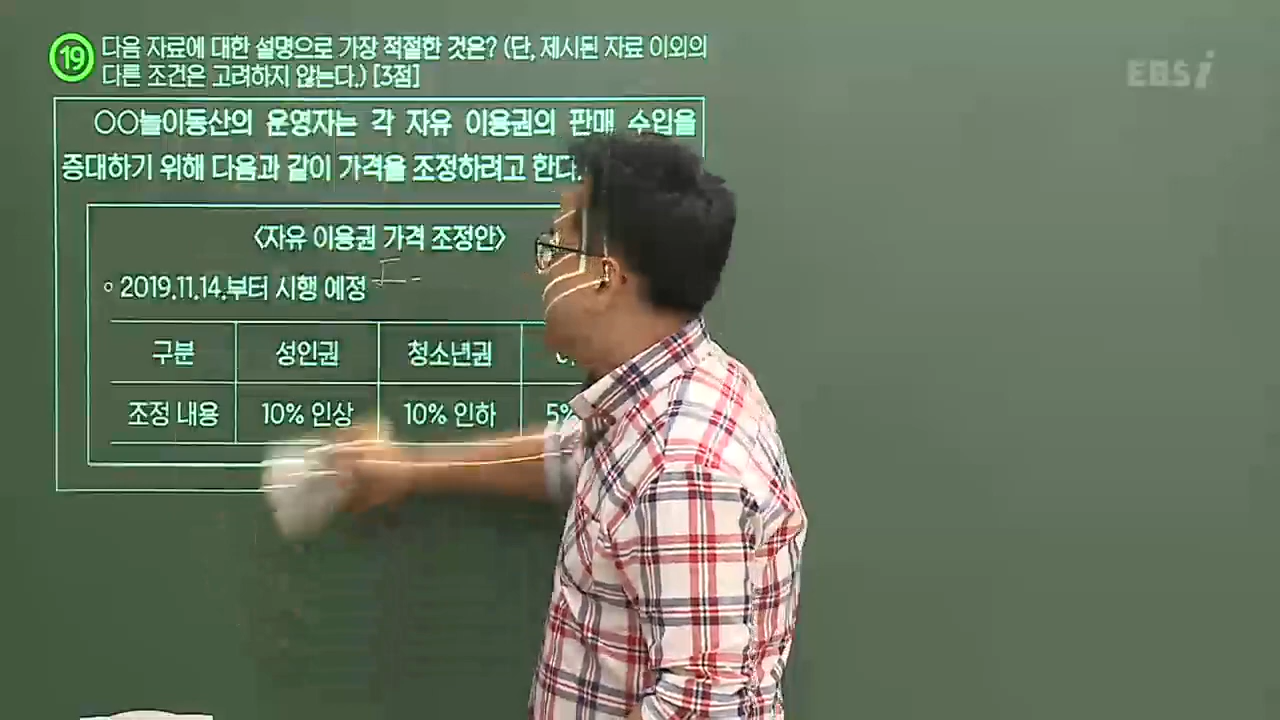 19 다음 자료에 대한 설명으로 가장 적절한 것은? (단, 제시된 자료 이외의
다른 조건은 고려하지 않는다.) [3점]
EBSi
○○놀이동산의 운영자는 각 자유 이용권의 판매 수입을
증대하기 위해 다음과 같이 가격을 조정하려고 한다.
〈자유 이용권 가격 조정안〉
◦ 2019.11.14.부터 시행 예정
구분 성인권 청소년권
조정 내용 10% 인상 10% 인하 5%